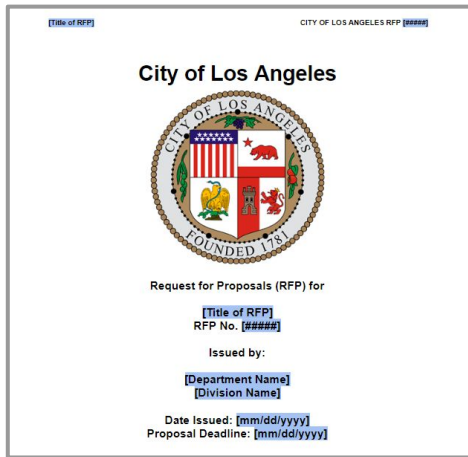 [Title of RFP] CITY OF LOS ANGELES RFP [#####]
City of Los Angeles
CITY OF LOS ANGELES
FOUNDED 1781
Request for Proposals (RFP) for
[Title of RFP]
RFP No. [#####]
Issued by:
[Department Name]
[Division Name]
Date Issued: [mm/dd/yyyy]
Proposal Deadline: [mm/dd/yyyy]